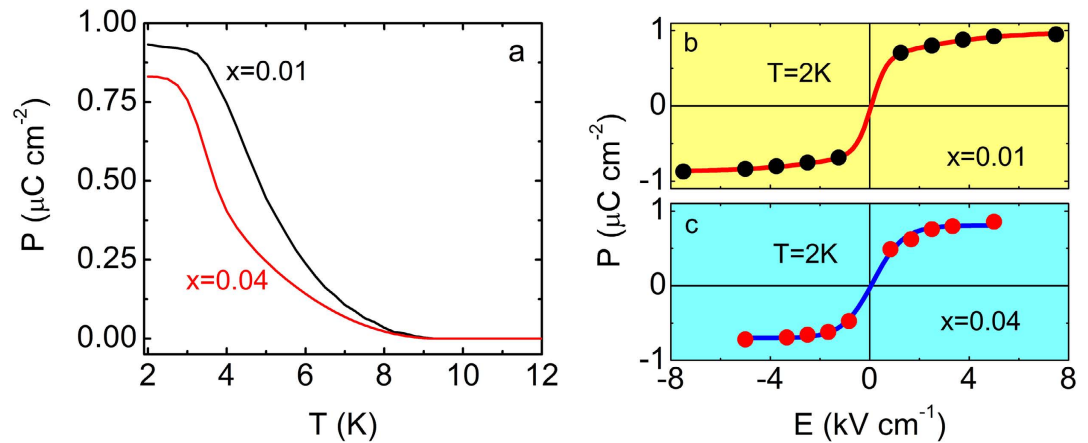 a
P (μC cm⁻²)
1.00
0.75
0.50
0.25
0.00
x=0.01
x=0.04
2 4 6 8 10 12
T (K)
b
T=2K
x=0.01
1
0
-1
P (μC cm⁻²)
c
T=2K
x=0.04
1
0
-1
-8 -4 0 4 8
E (kV cm⁻¹)